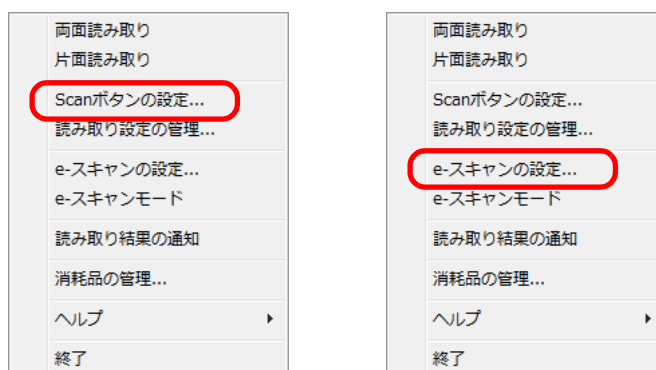 両面読み取り
片面読み取り
Scanボタンの設定...
読み取り設定の管理...
e-スキャンの設定...
e-スキャンモード
読み取り結果の通知
消耗品の管理...
ヘルプ
終了
両面読み取り
片面読み取り
Scanボタンの設定...
読み取り設定の管理...
e-スキャンの設定...
e-スキャンモード
読み取り結果の通知
消耗品の管理...
ヘルプ
終了